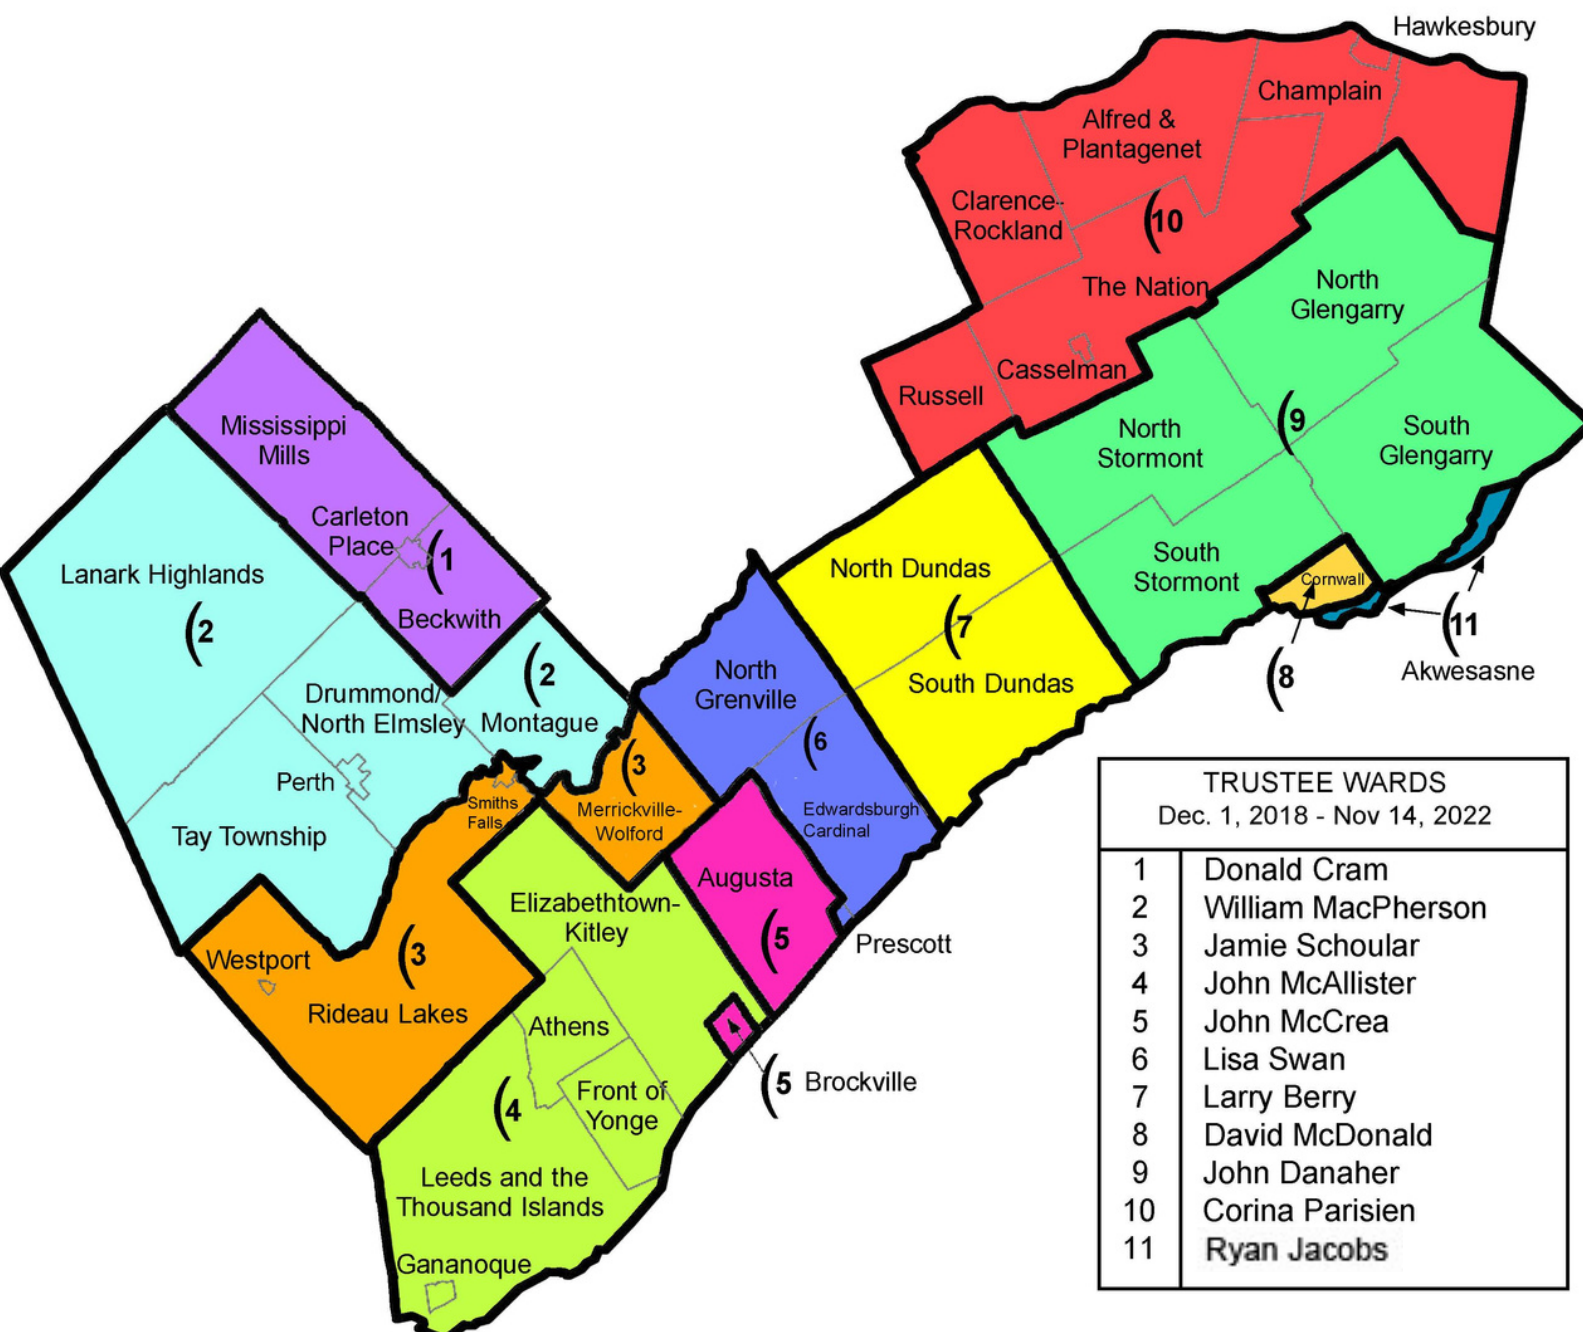 Hawkesbury
Champlain
Alfred &
Plantagenet
Clarence-
Rockland
(10
The Nation
Casselman
Russell
North
Glengarry
(9
North
Stormont
South
Glengarry
South
Stormont
Cornwall
(8
(11
Akwesasne
North Dundas
(7
South Dundas
Mississippi
Mills
Carleton
Place
(1
Beckwith
Lanark Highlands
(2
(2
Montague
Drummond/
North Elmsley
Perth
Tay Township
North
Grenville
(6
Edwardsburgh
Cardinal
(3
Merrickville-
Wolford
Smiths
Falls
Augusta
(5
Prescott
Elizabethtown-
Kitley
Westport
(3
Rideau Lakes
Athens
Front of
Yonge
(5 Brockville
(4
Leeds and the
Thousand Islands
Gananoque
TRUSTEE WARDS
Dec. 1, 2018 - Nov 14, 2022
1 Donald Cram
2 William MacPherson
3 Jamie Schoular
4 John McAllister
5 John McCrea
6 Lisa Swan
7 Larry Berry
8 David McDonald
9 John Danaher
10 Corina Parisien
11 Ryan Jacobs